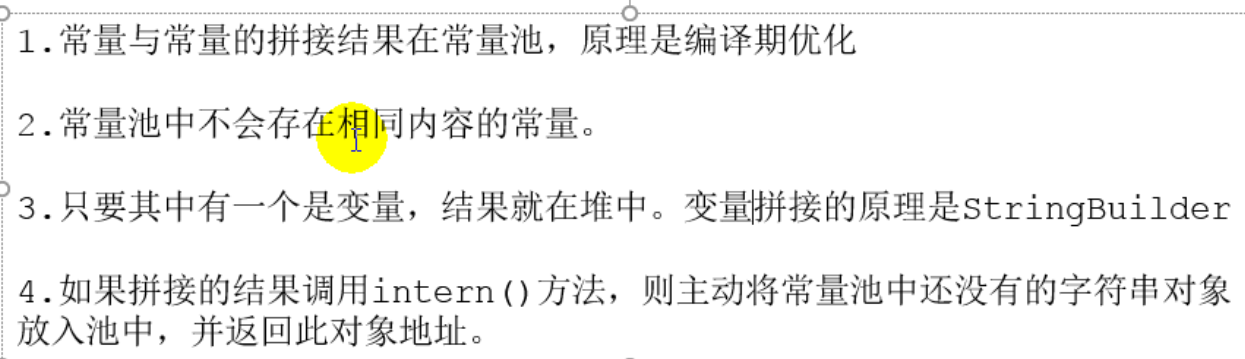 1.常量与常量的拼接结果在常量池，原理是编译期优化
2.常量池中不会存在相同内容的常量。
3.只要其中有一个是变量，结果就在堆中。变量拼接的原理是StringBuilder
4.如果拼接的结果调用intern()方法，则主动将常量池中还没有的字符串对象
放入池中，并返回此对象地址。